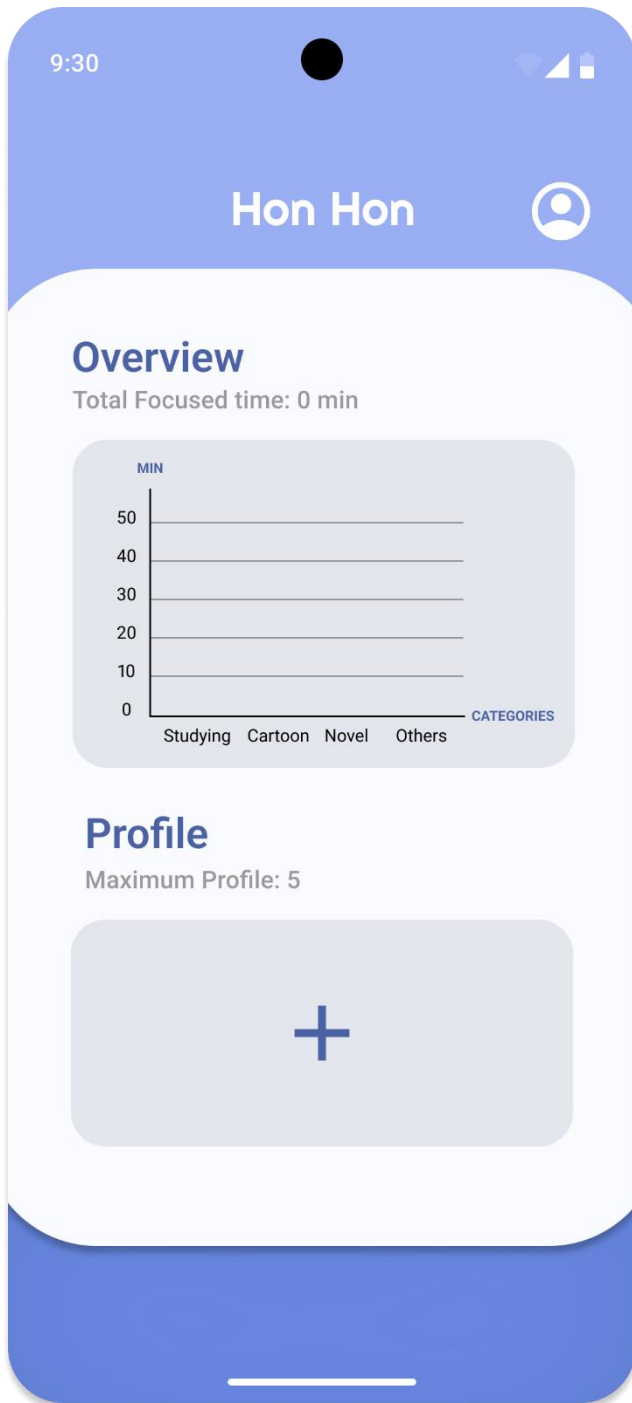 9:30
Hon Hon
Overview
Total Focused time: 0 min
MIN
50
40
30
20
10
0
CATEGORIES
Studying Cartoon Novel Others
Profile
Maximum Profile: 5